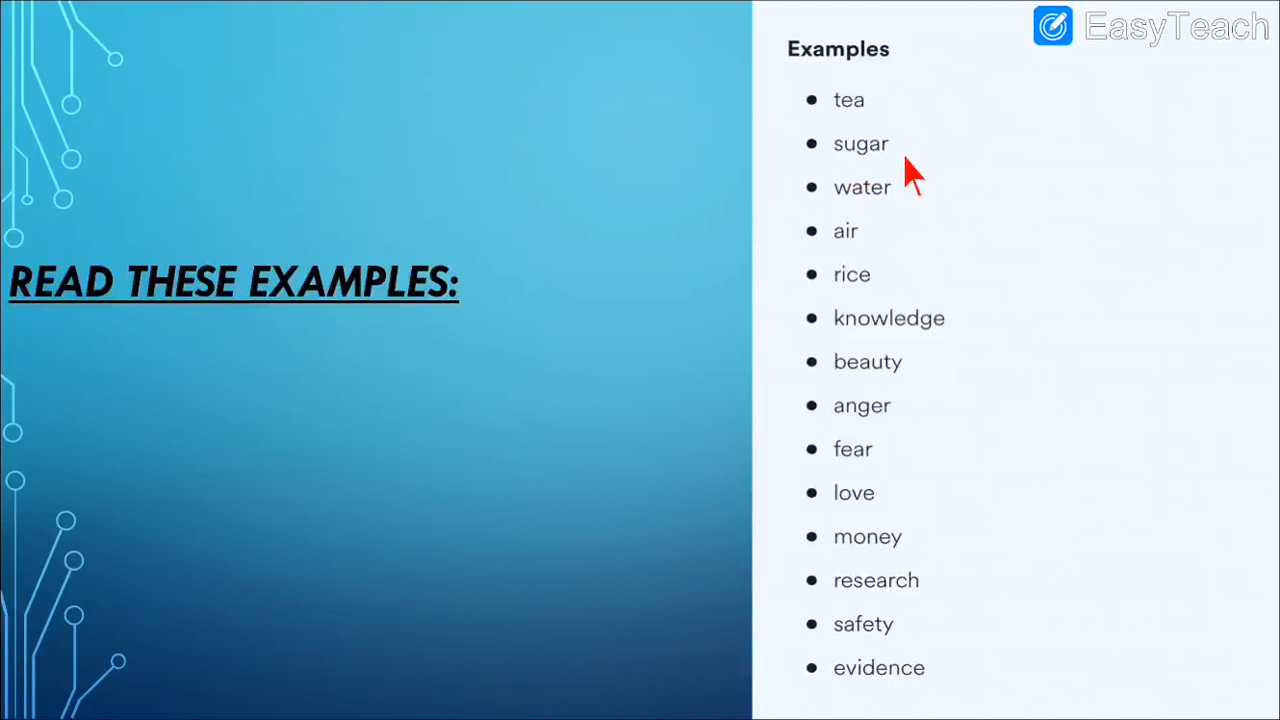 EasyTeach
READ THESE EXAMPLES:
Examples
tea
sugar
water
air
rice
knowledge
beauty
anger
fear
love
money
research
safety
evidence